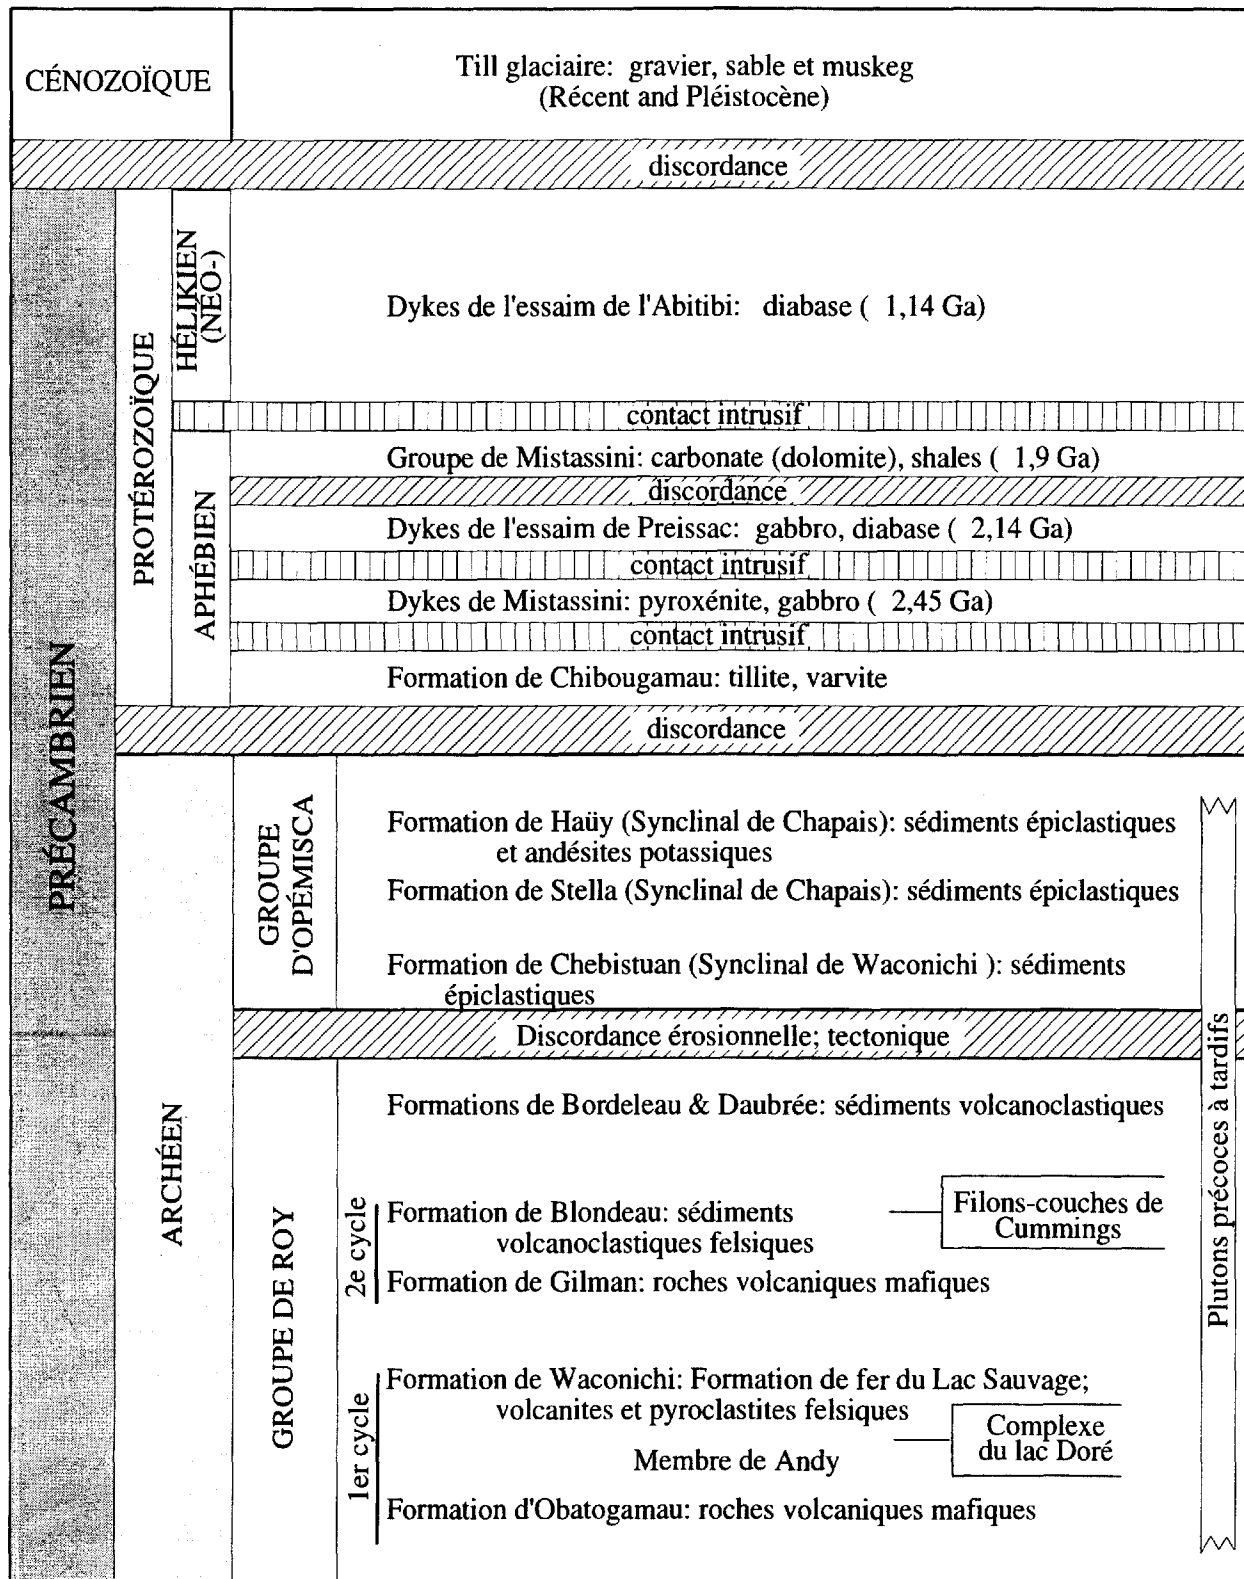 CÉNOZOÏQUE
Till glaciaire: gravier, sable et muskeg
(Récent and Pléistocène)
discordance
PRÉCAMBRIEN
PROTÉROZOÏQUE
HÉLIKIEN
(NEO-)
Dykes de l'essaim de l'Abitibi: diabase ( 1,14 Ga)
contact intrusif
APHÉBIEN
Groupe de Mistassini: carbonate (dolomite), shales ( 1,9 Ga)
discordance
Dykes de l'essaim de Preissac: gabbro, diabase ( 2,14 Ga)
contact intrusif
Dykes de Mistassini: pyroxénite, gabbro ( 2,45 Ga)
contact intrusif
Formation de Chibougamau: tillite, varvite
discordance
ARCHÉEN
GROUPE
D'OPÉMISCA
Formation de Haüy (Synclinal de Chapais): sédiments épiclastiques
et andésites potassiques
Formation de Stella (Synclinal de Chapais): sédiments épiclastiques
Formation de Chebistuan (Synclinal de Waconichi ): sédiments
épiclastiques
Discordance érosionnelle; tectonique
Plutons précoces à tardifs
GROUPE DE ROY
Formations de Bordeleau & Daubrée: sédiments volcanoclastiques
2e cycle
Formation de Blondeau: sédiments
volcanoclastiques felsiques
Filons-couches de
Cummings
Formation de Gilman: roches volcaniques mafiques
1er cycle
Formation de Waconichi: Formation de fer du Lac Sauvage;
volcanites et pyroclastites felsiques
Complexe
du lac Doré
Membre de Andy
Formation d'Obatogamau: roches volcaniques mafiques